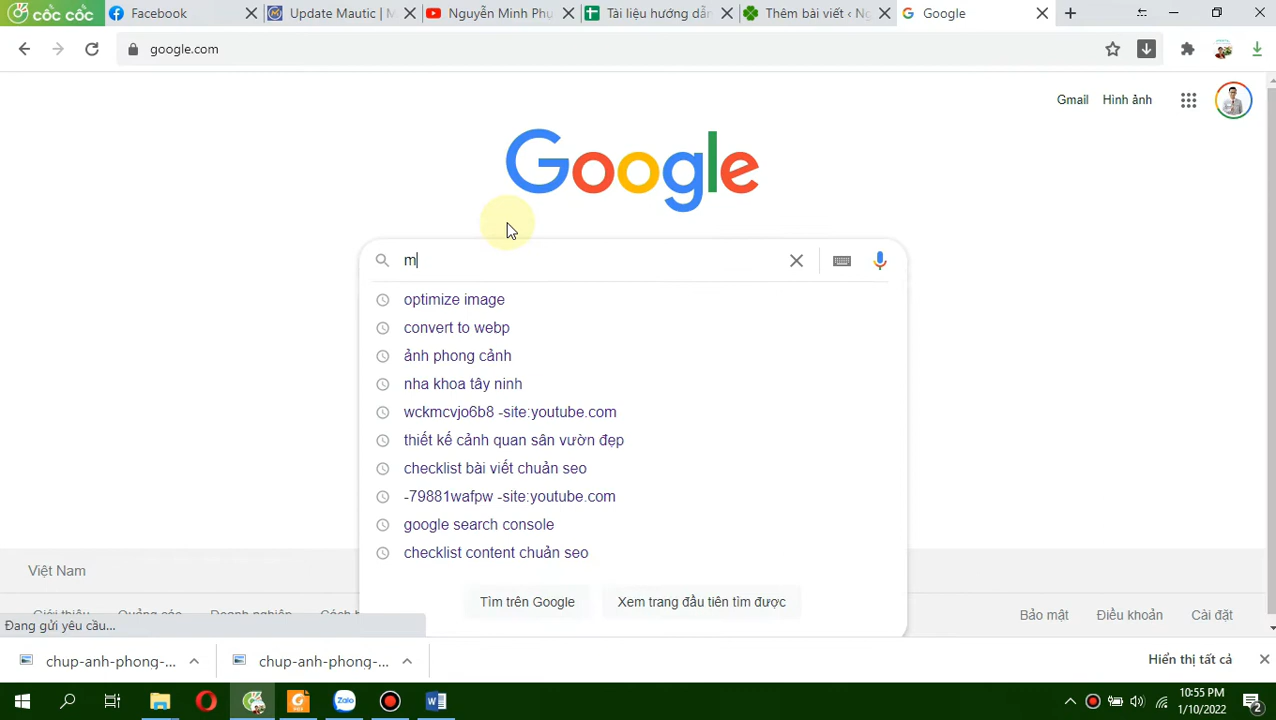 cốc cốc
Facebook
Update Mautic | M
Nguyễn Minh Phụ
Tài liệu hướng dẫn
Thêm bài viết ‹ Ng
Google
google.com
Gmail
Hình ảnh
Google
m
optimize image
convert to webp
ảnh phong cảnh
nha khoa tây ninh
wckmcvjo6b8 -site:youtube.com
thiết kế cảnh quan sân vườn đẹp
checklist bài viết chuẩn seo
-79881wafpw -site:youtube.com
google search console
checklist content chuẩn seo
Tìm trên Google
Xem trang đầu tiên tìm được
Việt Nam
Bảo mật
Điều khoản
Cài đặt
Đang gửi yêu cầu...
chup-anh-phong-...
chup-anh-phong-...
Hiển thị tất cả
Zalo
10:55 PM
1/10/2022
2